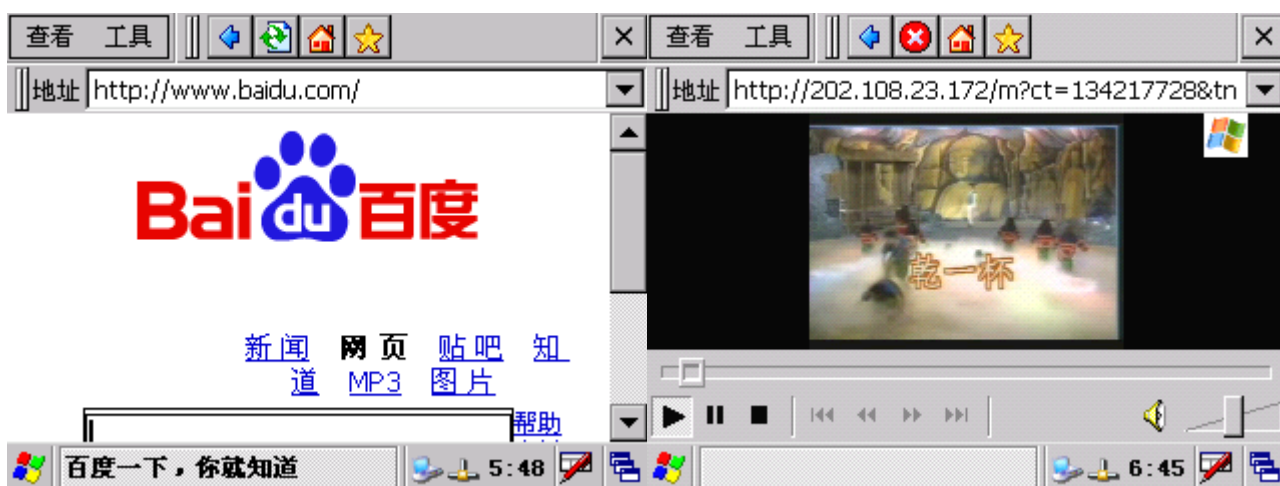 查看 工具
地址 http://www.baidu.com/
Bai du 百度
新闻 网页 贴吧 知
道 MP3 图片
帮助
百度一下，你就知道
5:48
查看 工具
地址 http://202.108.23.172/m?ct=134217728&tn
乾一杯
6:45